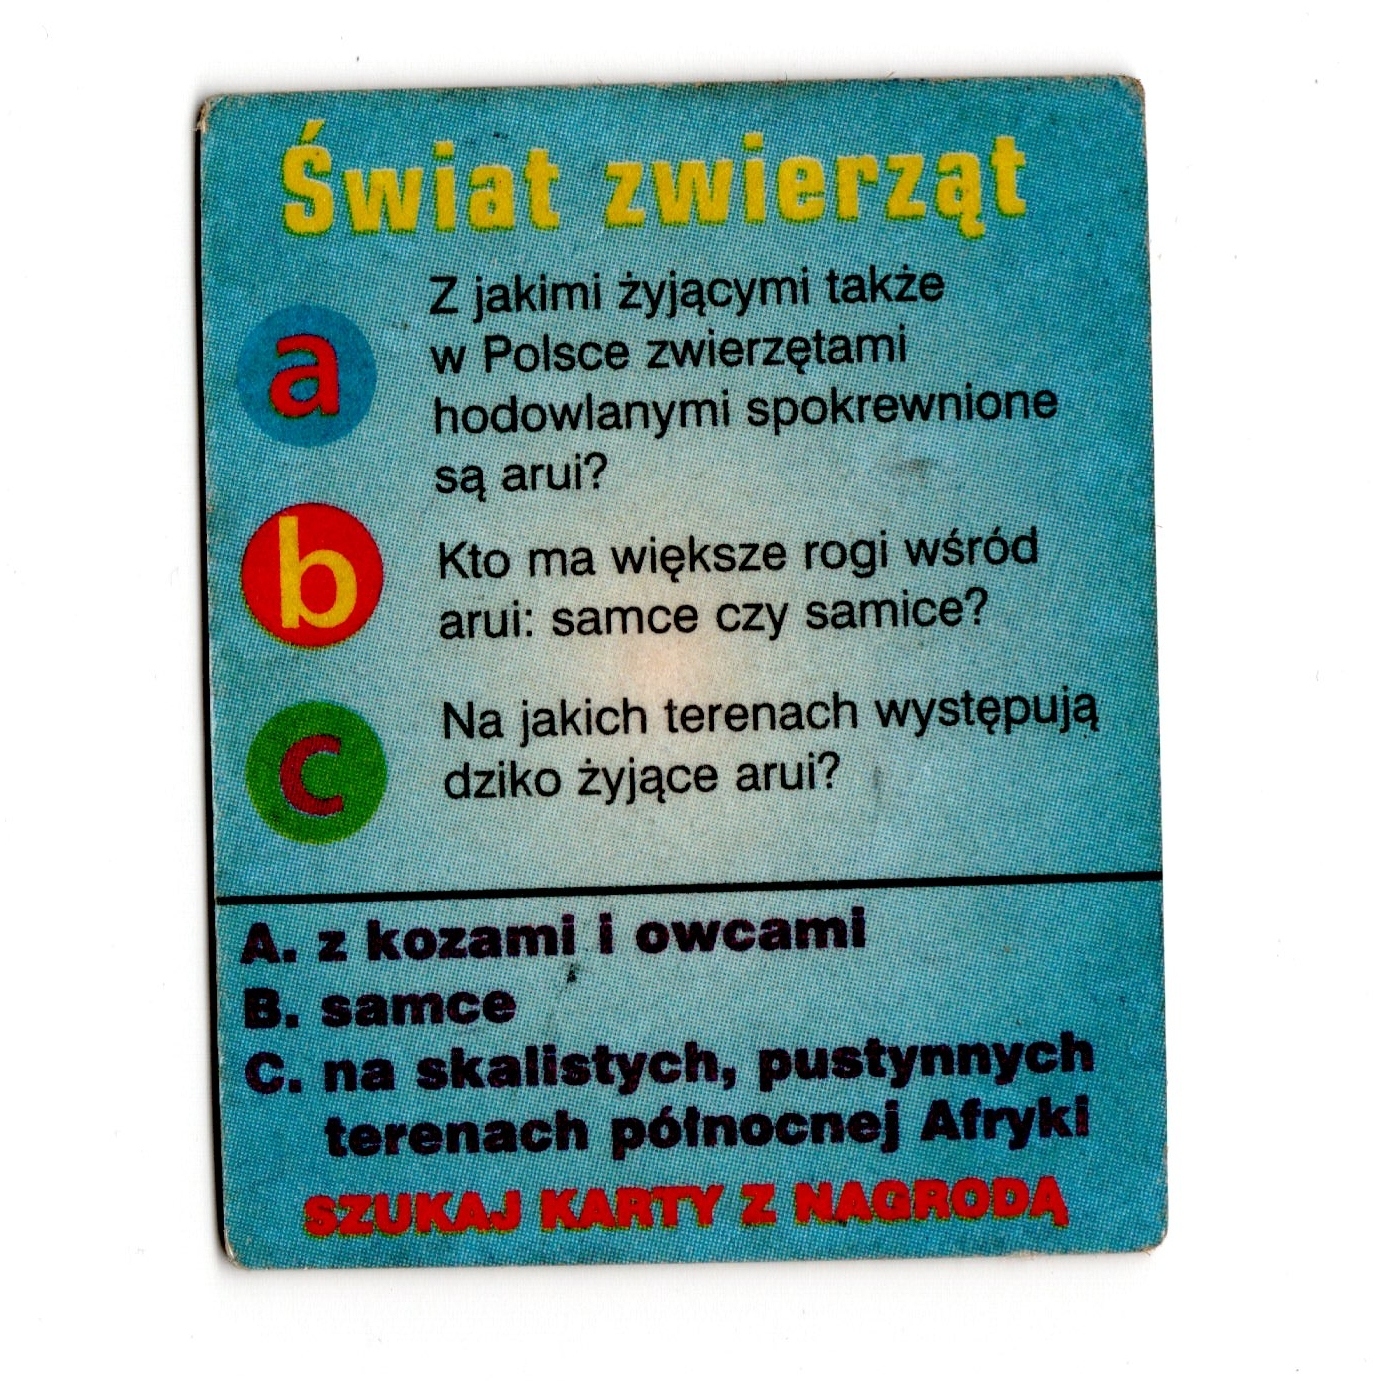 Świat zwierząt
a
Z jakimi żyjącymi także
w Polsce zwierzętami
hodowlanymi spokrewnione
są arui?
b
Kto ma większe rogi wśród
arui: samce czy samice?
c
Na jakich terenach występują
dziko żyjące arui?
A. z kozami i owcami
B. samce
C. na skalistych, pustynnych
terenach północnej Afryki
SZUKAJ KARTY Z NAGRODĄ